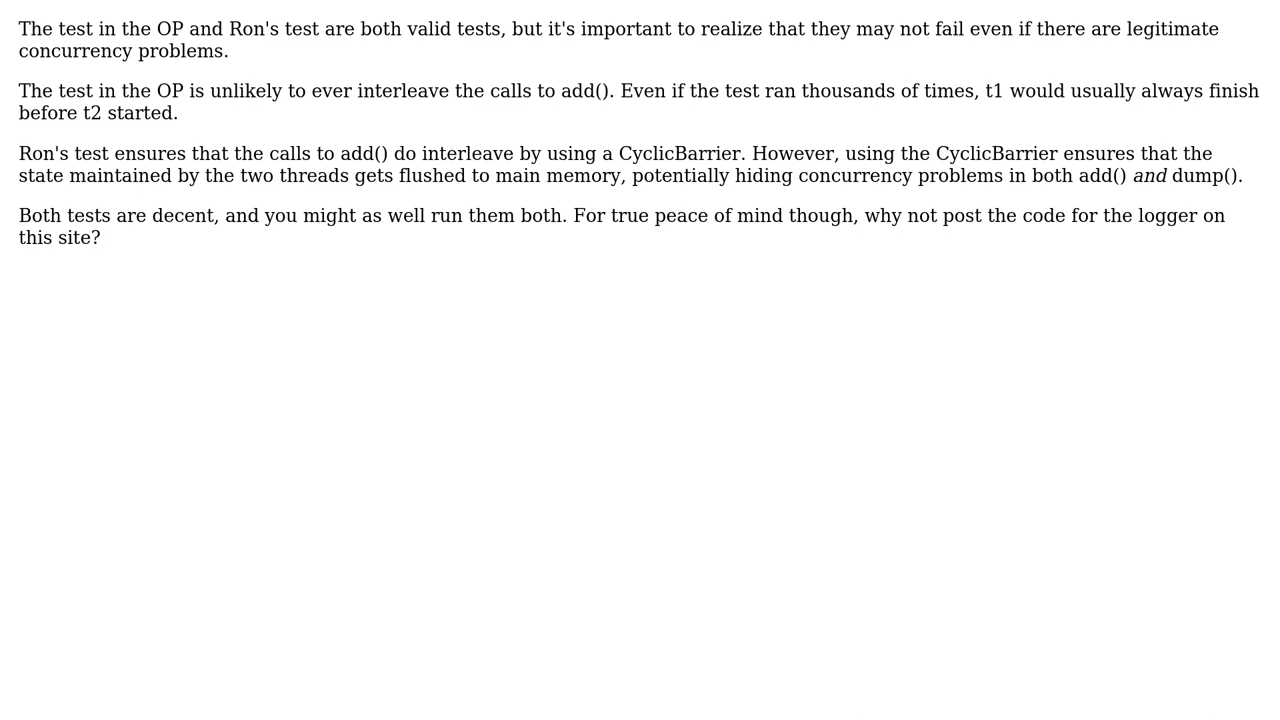 The test in the OP and Ron's test are both valid tests, but it's important to realize that they may not fail even if there are legitimate
concurrency problems.
The test in the OP is unlikely to ever interleave the calls to add(). Even if the test ran thousands of times, t1 would usually always finish
before t2 started.
Ron's test ensures that the calls to add() do interleave by using a CyclicBarrier. However, using the CyclicBarrier ensures that the
state maintained by the two threads gets flushed to main memory, potentially hiding concurrency problems in both add() and dump().
Both tests are decent, and you might as well run them both. For true peace of mind though, why not post the code for the logger on
this site?